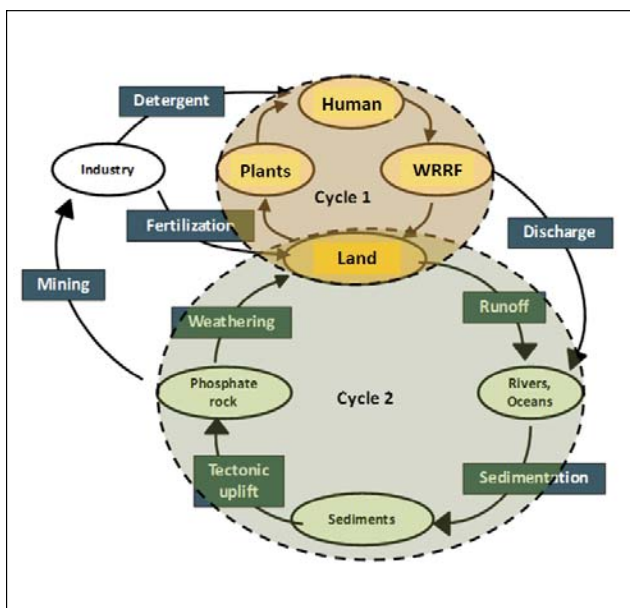 Human
Detergent
Industry
Plants
WRRF
Cycle 1
Fertilization
Discharge
Land
Mining
Weathering
Runoff
Phosphate
rock
Cycle 2
Rivers,
Oceans
Tectonic
uplift
Sedimentation
Sediments